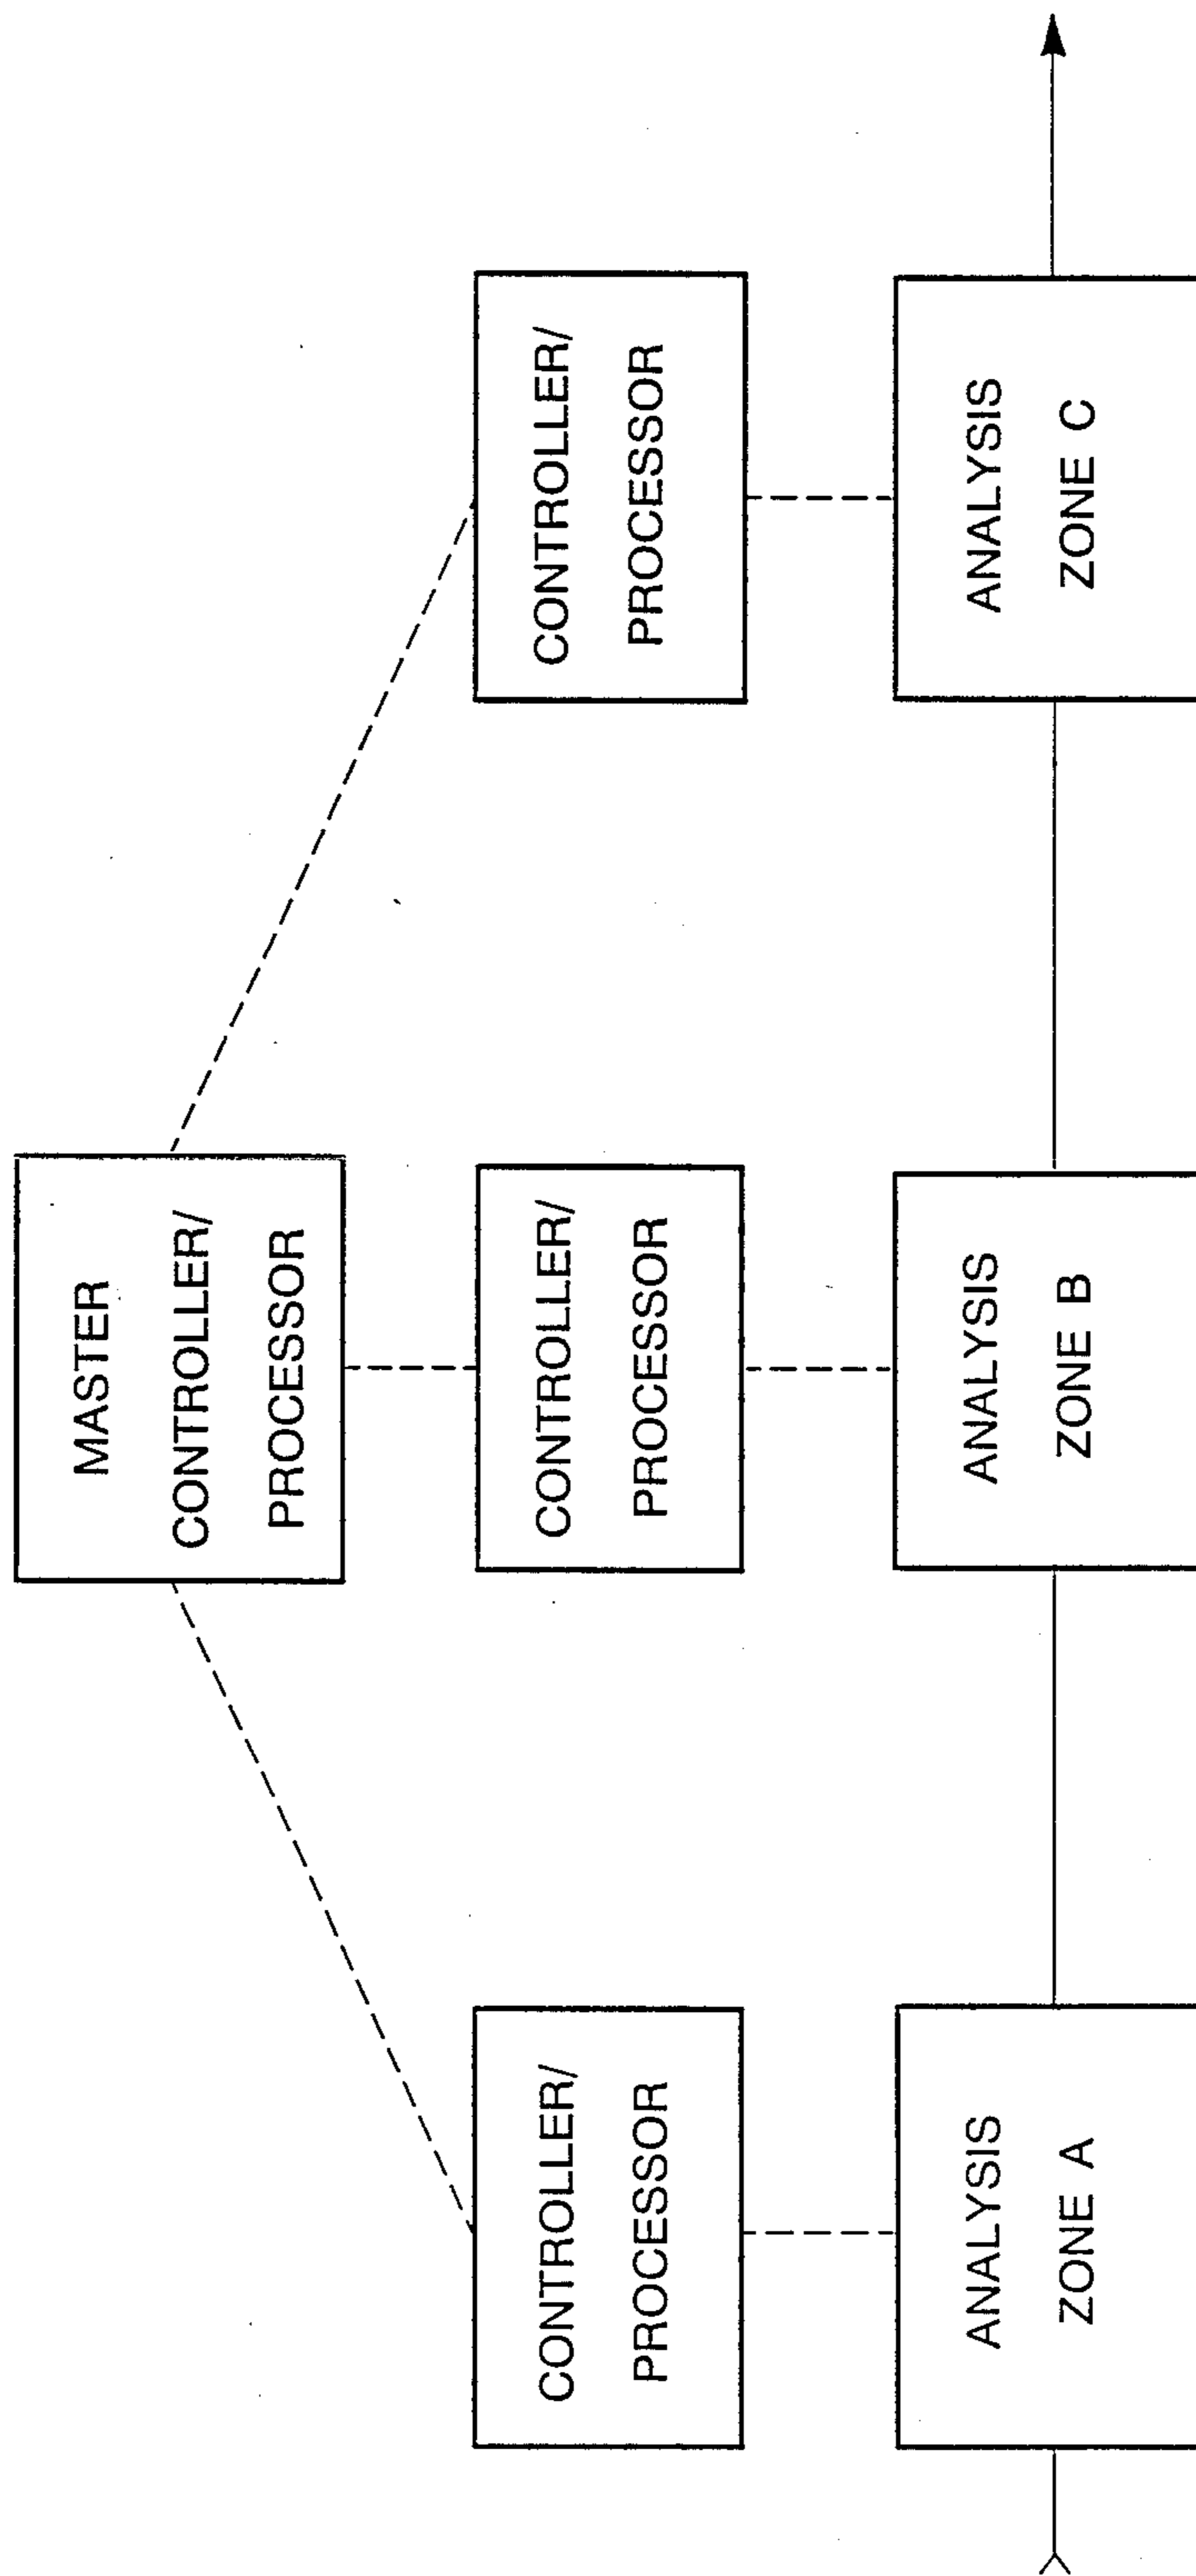 MASTER
CONTROLLER/
PROCESSOR
CONTROLLER/
PROCESSOR
CONTROLLER/
PROCESSOR
CONTROLLER/
PROCESSOR
ANALYSIS
ZONE A
ANALYSIS
ZONE B
ANALYSIS
ZONE C